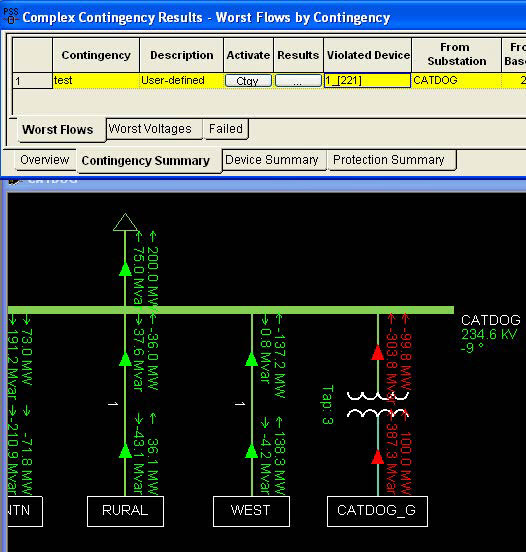 PSS
Complex Contingency Results - Worst Flows by Contingency
Contingency Description Activate Results Violated Device From Substation Fro Base
1 test User-defined Ctgy ... 1_[221] CATDOG 2
Worst Flows Worst Voltages Failed
Overview Contingency Summary Device Summary Protection Summary
CATDOG
200.0 MW
75.0 Mvar
CATDOG
234.6 kV
-9 °
73.0 MW
191.2 Mvar
-36.0 MW
37.6 Mvar
-137.2 MW
0.8 Mvar
-99.8 MW
-303.8 Mvar
1
1
Tap: 3
-71.8 MW
-210.9 Mvar
36.1 MW
-43.1 Mvar
138.3 MW
-4.2 Mvar
100.0 MW
387.3 Mvar
NTN
RURAL
WEST
CATDOG_G